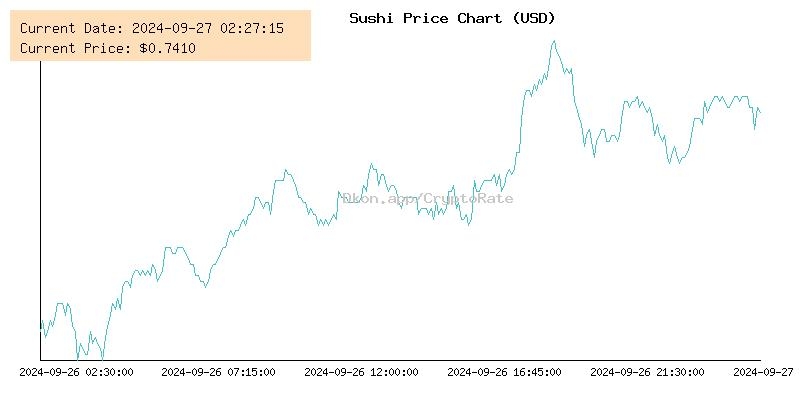 Sushi Price Chart (USD)
Current Date: 2024-09-27 02:27:15
Current Price: $0.7410
Dkon.app/CryptoRate
2024-09-26 02:30:00 2024-09-26 07:15:00 2024-09-26 12:00:00 2024-09-26 16:45:00 2024-09-26 21:30:00 2024-09-27